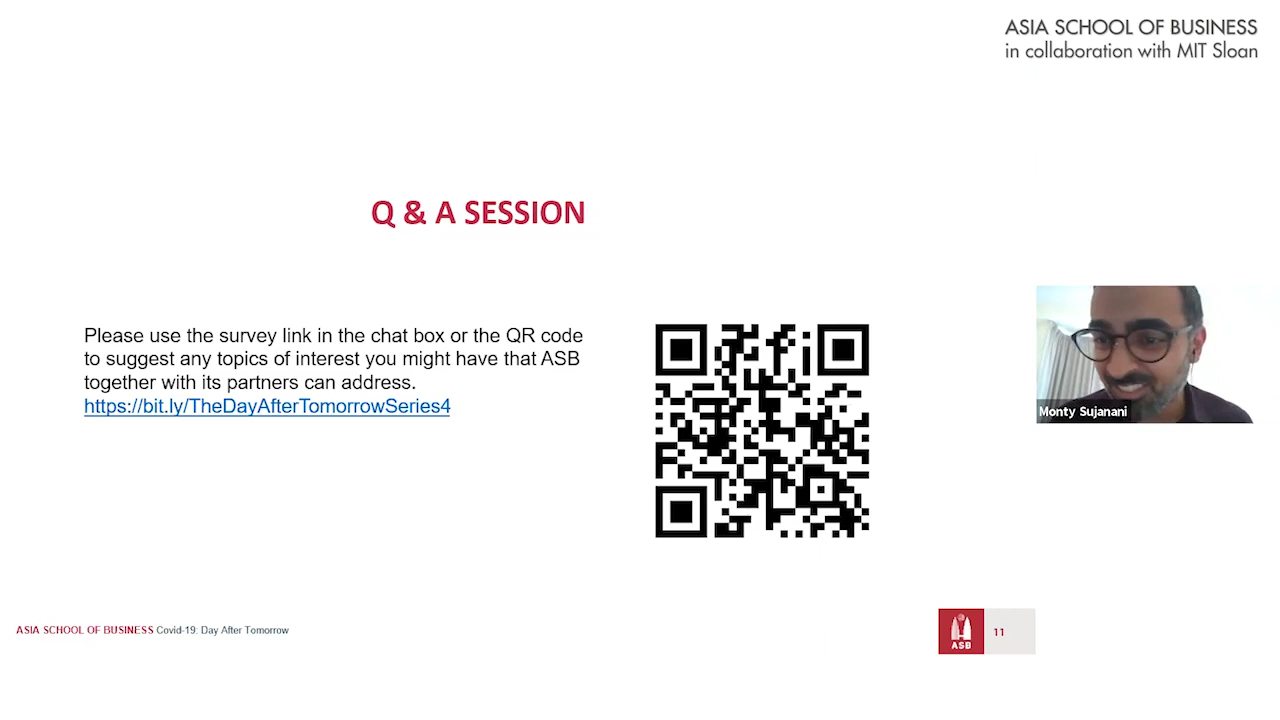 ASIA SCHOOL OF BUSINESS
in collaboration with MIT Sloan
Q & A SESSION
Please use the survey link in the chat box or the QR code
to suggest any topics of interest you might have that ASB
together with its partners can address.
https://bit.ly/TheDayAfterTomorrowSeries4
Monty Sujanani
ASIA SCHOOL OF BUSINESS Covid-19: Day After Tomorrow
ASB
11